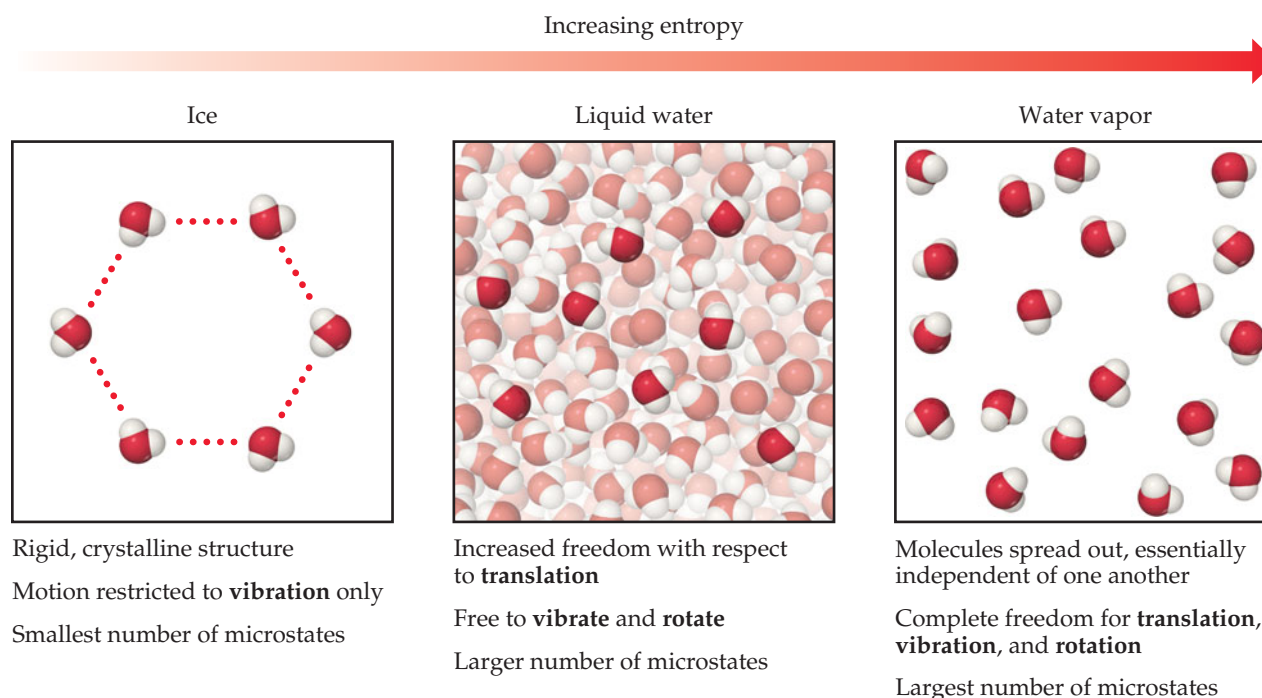 Increasing entropy
Ice
Rigid, crystalline structure
Motion restricted to vibration only
Smallest number of microstates
Liquid water
Increased freedom with respect
to translation
Free to vibrate and rotate
Larger number of microstates
Water vapor
Molecules spread out, essentially
independent of one another
Complete freedom for translation,
vibration, and rotation
Largest number of microstates